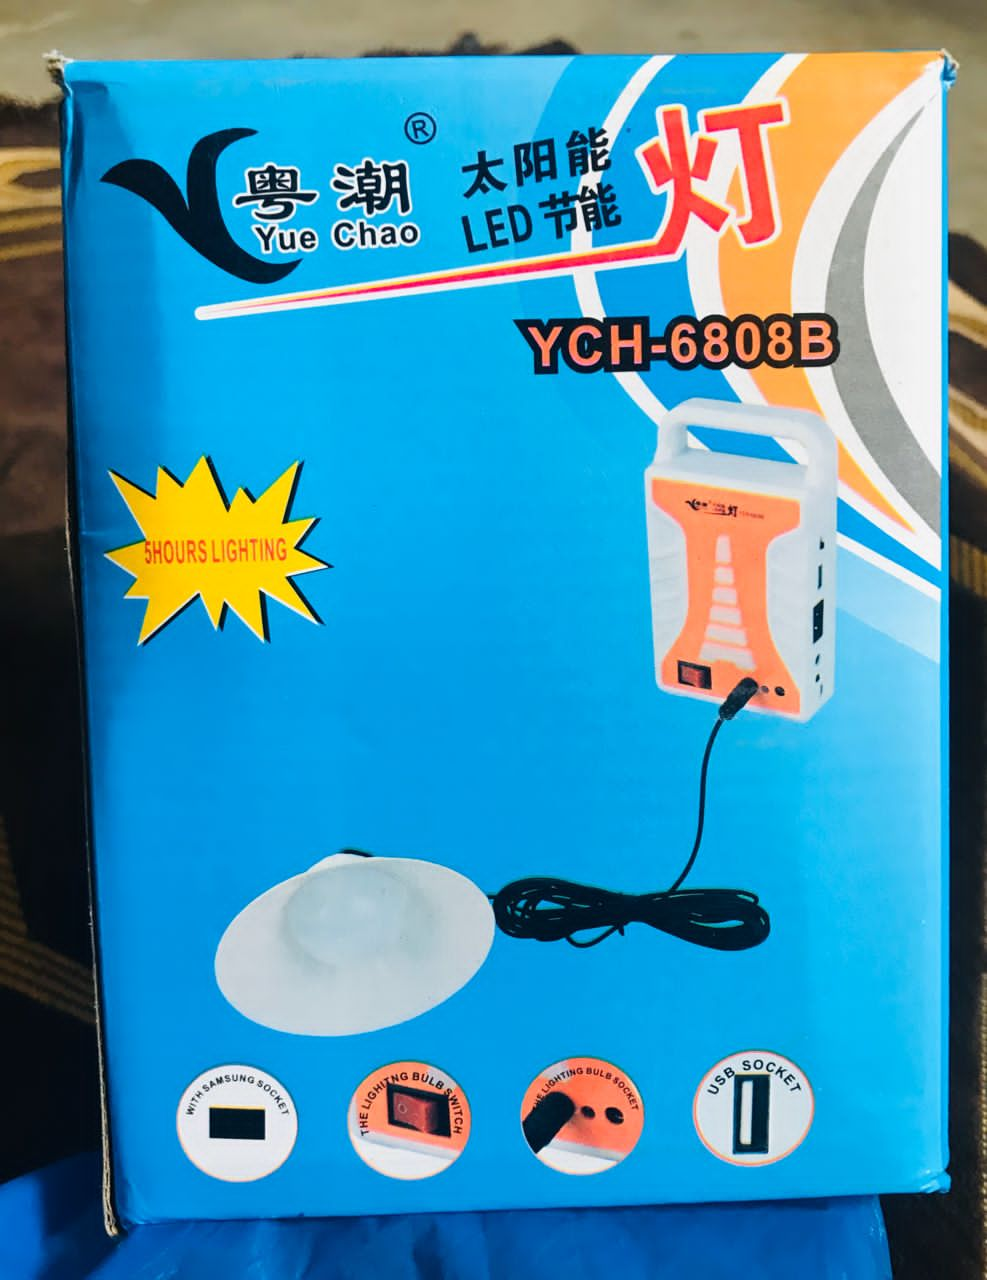 粤潮®
Yue Chao
太阳能
LED 节能
灯
YCH-6808B
5HOURS LIGHTING
WITH SAMSUNG SOCKET
THE LIGHITNG BULB SWITCH
THE LIGHTING BULB SOCKET
USB SOCKET